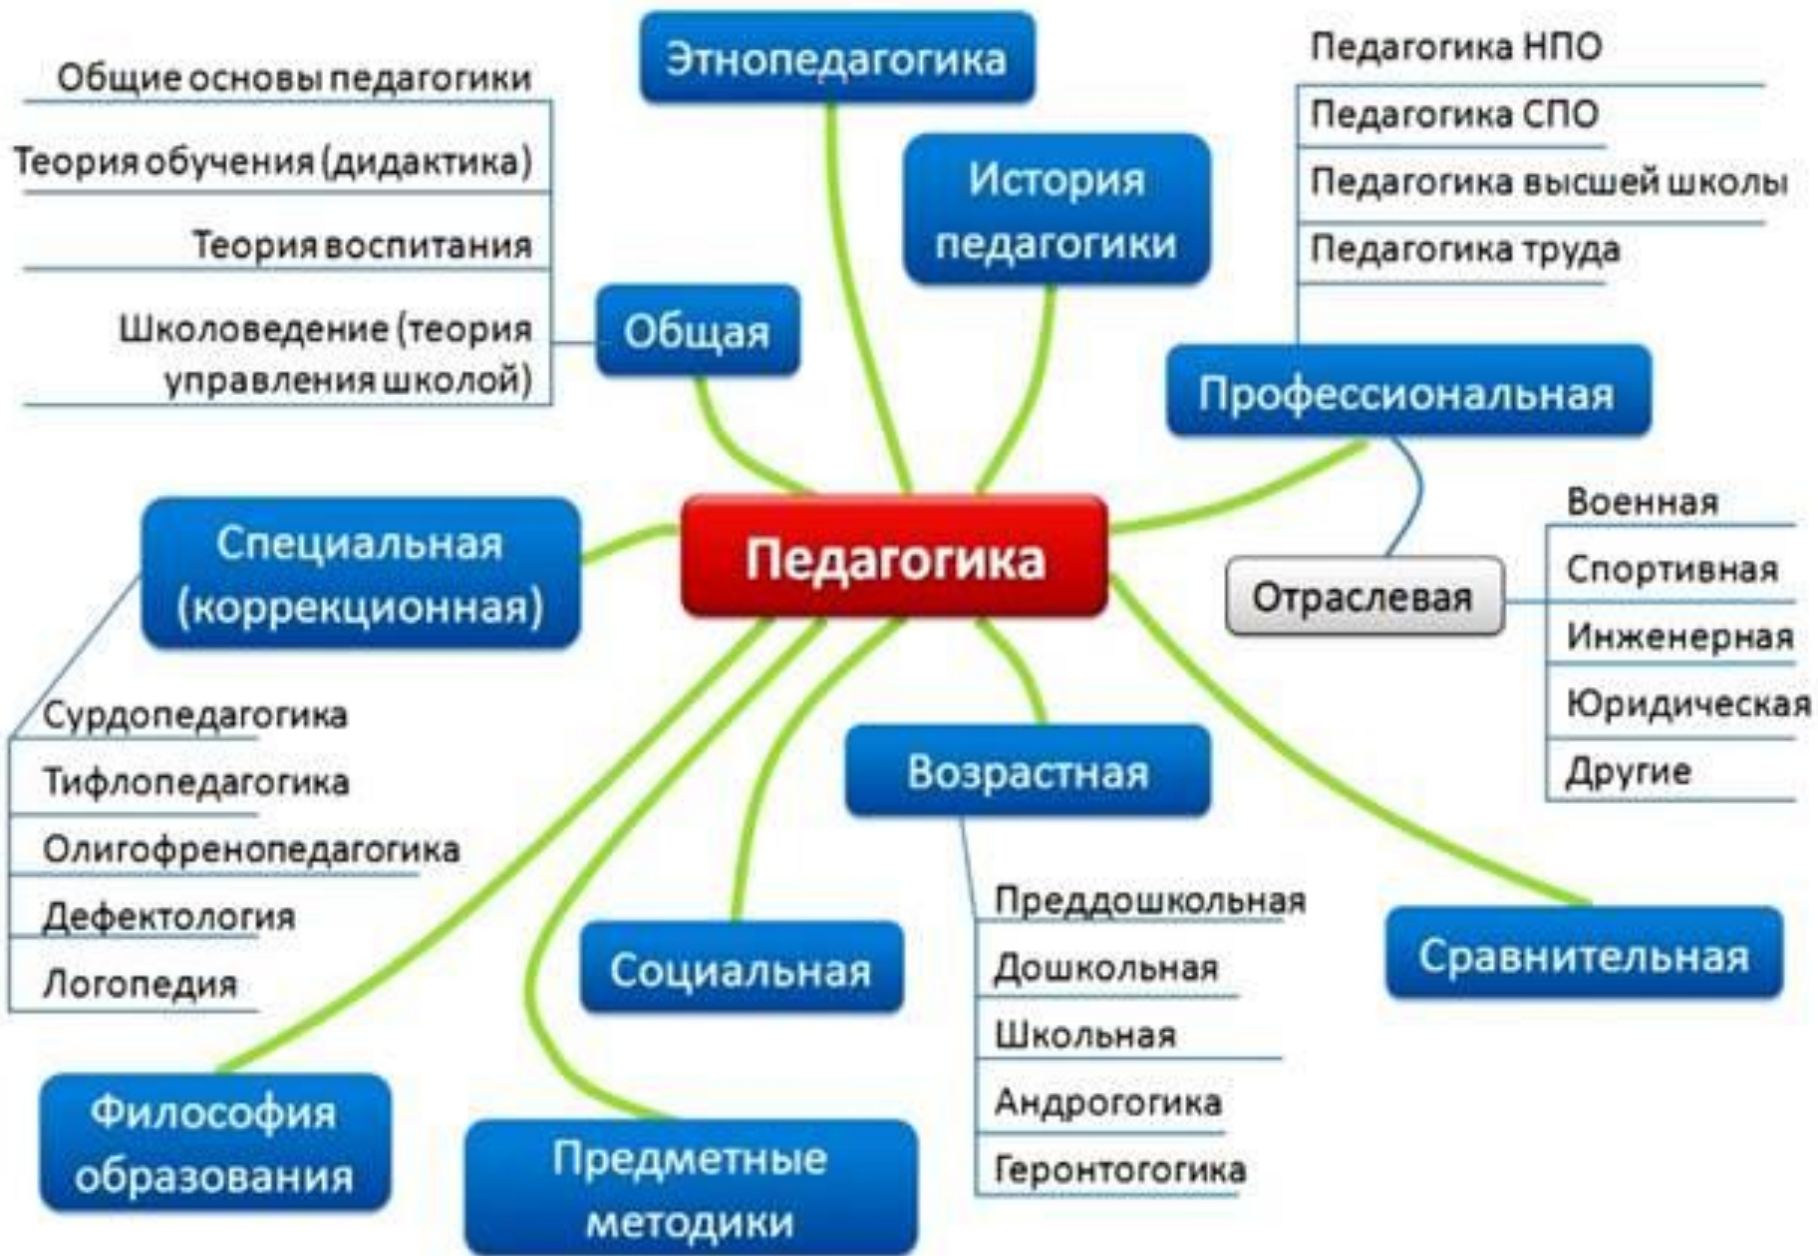 Этнопедагогика
Общие основы педагогики
Теория обучения (дидактика)
Теория воспитания
Школоведение (теория
управления школой)
Общая
История
педагогики
Педагогика НПО
Педагогика СПО
Педагогика высшей школы
Педагогика труда
Профессиональная
Специальная
(коррекционная)
Педагогика
Отраслевая
Военная
Спортивная
Инженерная
Юридическая
Другие
Сурдопедагогика
Тифлопедагогика
Олигофренопедагогика
Дефектология
Логопедия
Возрастная
Преддошкольная
Дошкольная
Школьная
Андрогогика
Геронтогогика
Социальная
Сравнительная
Философия
образования
Предметные
методики